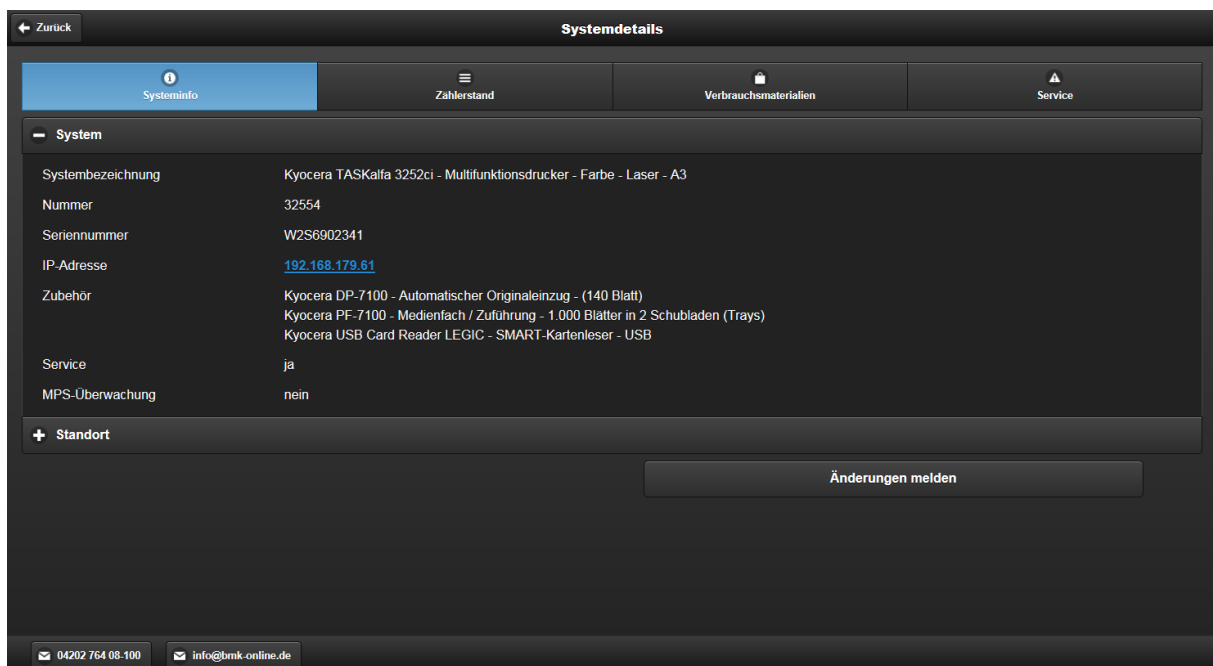 Zurück
Systemdetails
Systeminfo
Zählerstand
Verbrauchsmaterialien
Service
System
Systembezeichnung Kyocera TASKalfa 3252ci - Multifunktionsdrucker - Farbe - Laser - A3
Nummer 32554
Seriennummer W2S6902341
IP-Adresse 192.168.179.61
Zubehör Kyocera DP-7100 - Automatischer Originaleinzug - (140 Blatt)
Kyocera PF-7100 - Medienfach / Zuführung - 1.000 Blätter in 2 Schubladen (Trays)
Kyocera USB Card Reader LEGIC - SMART-Kartenleser - USB
Service ja
MPS-Überwachung nein
Standort
Änderungen melden
04202 764 08-100
info@bmk-online.de